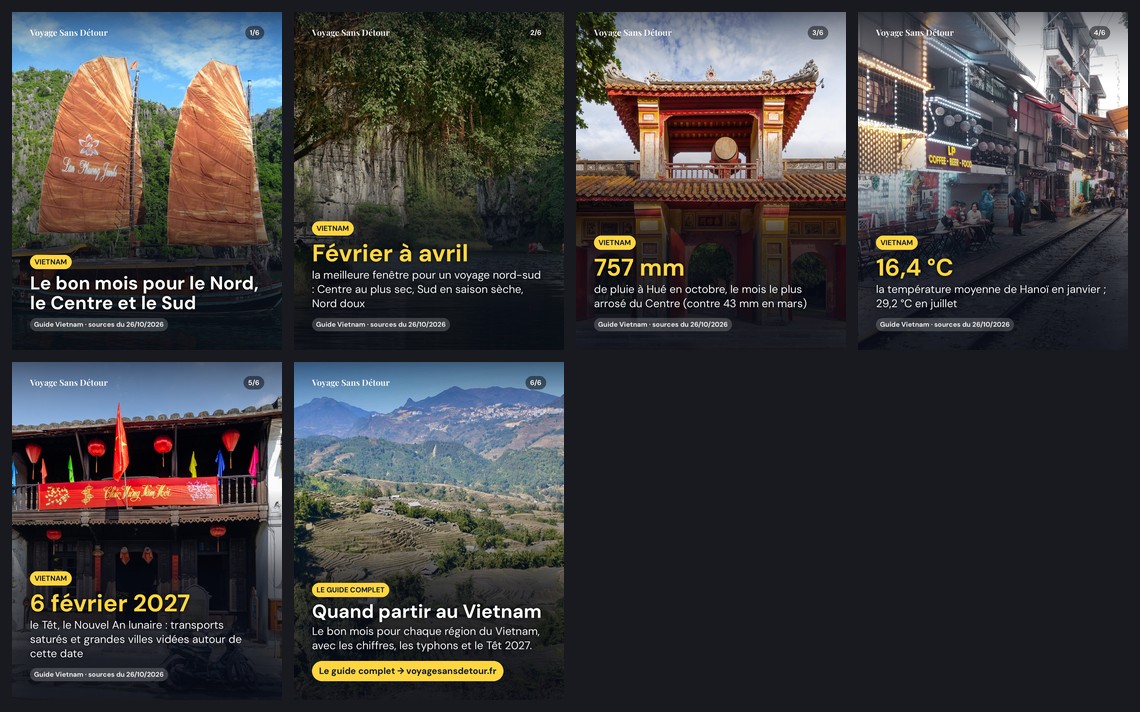 Voyage Sans Détour
1/6
Lan Phuong Junk
VIETNAM
Le bon mois pour le Nord,
le Centre et le Sud
Guide Vietnam · sources du 26/10/2026
Voyage Sans Détour
2/6
VIETNAM
Février à avril
la meilleure fenêtre pour un voyage nord-sud
: Centre au plus sec, Sud en saison sèche,
Nord doux
Guide Vietnam · sources du 26/10/2026
Voyage Sans Détour
3/6
VIETNAM
757 mm
de pluie à Hué en octobre, le mois le plus
arrosé du Centre (contre 43 mm en mars)
Guide Vietnam · sources du 26/10/2026
Voyage Sans Détour
4/6
LP
COFFEE - BEER - FOOD
VIETNAM
16,4 °C
la température moyenne de Hanoï en janvier ;
29,2 °C en juillet
Guide Vietnam · sources du 26/10/2026
Voyage Sans Détour
5/6
Chúc Mừng Năm Mới
VIETNAM
6 février 2027
le Têt, le Nouvel An lunaire : transports
saturés et grandes villes vidées autour de
cette date
Guide Vietnam · sources du 26/10/2026
Voyage Sans Détour
6/6
LE GUIDE COMPLET
Quand partir au Vietnam
Le bon mois pour chaque région du Vietnam,
avec les chiffres, les typhons et le Têt 2027.
Le guide complet → voyagesansdetour.fr